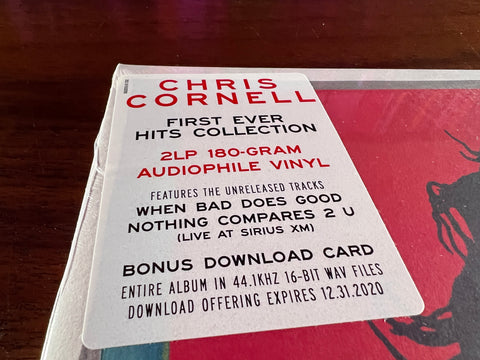 CHRIS
CORNELL
FIRST EVER
HITS COLLECTION
2LP 180-GRAM
AUDIOPHILE VINYL
FEATURES THE UNRELEASED TRACKS
WHEN BAD DOES GOOD
NOTHING COMPARES 2 U
(LIVE AT SIRIUS XM)
BONUS DOWNLOAD CARD
ENTIRE ALBUM IN 44.1KHZ 16-BIT WAV FILES
DOWNLOAD OFFERING EXPIRES 12.31.2020